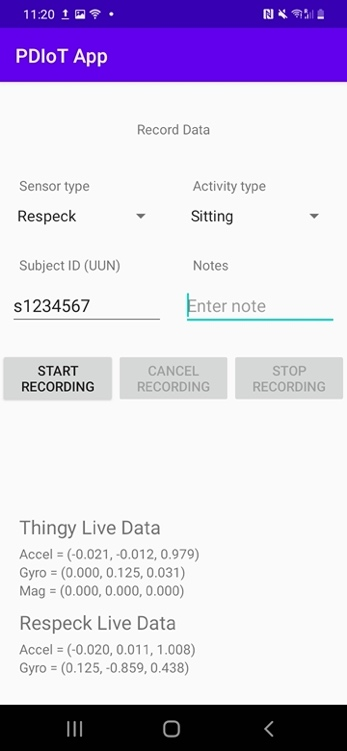 11:20
PDIoT App
Record Data
Sensor type Activity type
Respeck Sitting
Subject ID (UUN) Notes
s1234567 Enter note
START RECORDING
CANCEL RECORDING
STOP RECORDING
Thingy Live Data
Accel = (-0.021, -0.012, 0.979)
Gyro = (0.000, 0.125, 0.031)
Mag = (0.000, 0.000, 0.000)
Respeck Live Data
Accel = (-0.020, 0.011, 1.008)
Gyro = (0.125, -0.859, 0.438)